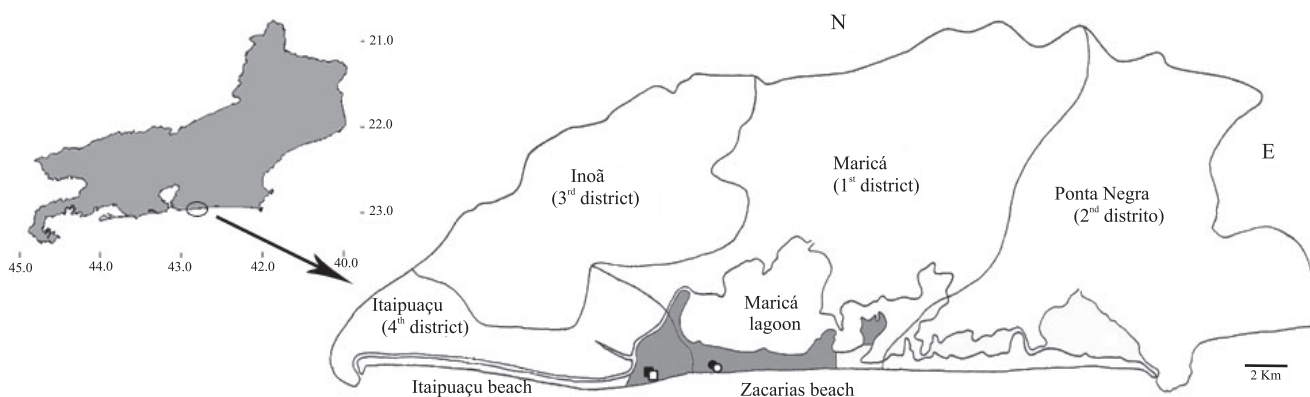 N
E
21.0
22.0
23.0
45.0 44.0 43.0 42.0 40.0
Inoã
(3rd district)
Maricá
(1st district)
Ponta Negra
(2nd distrito)
Itaipuaçu
(4th district)
Maricá
lagoon
Itaipuaçu beach
Zacarias beach
2 Km